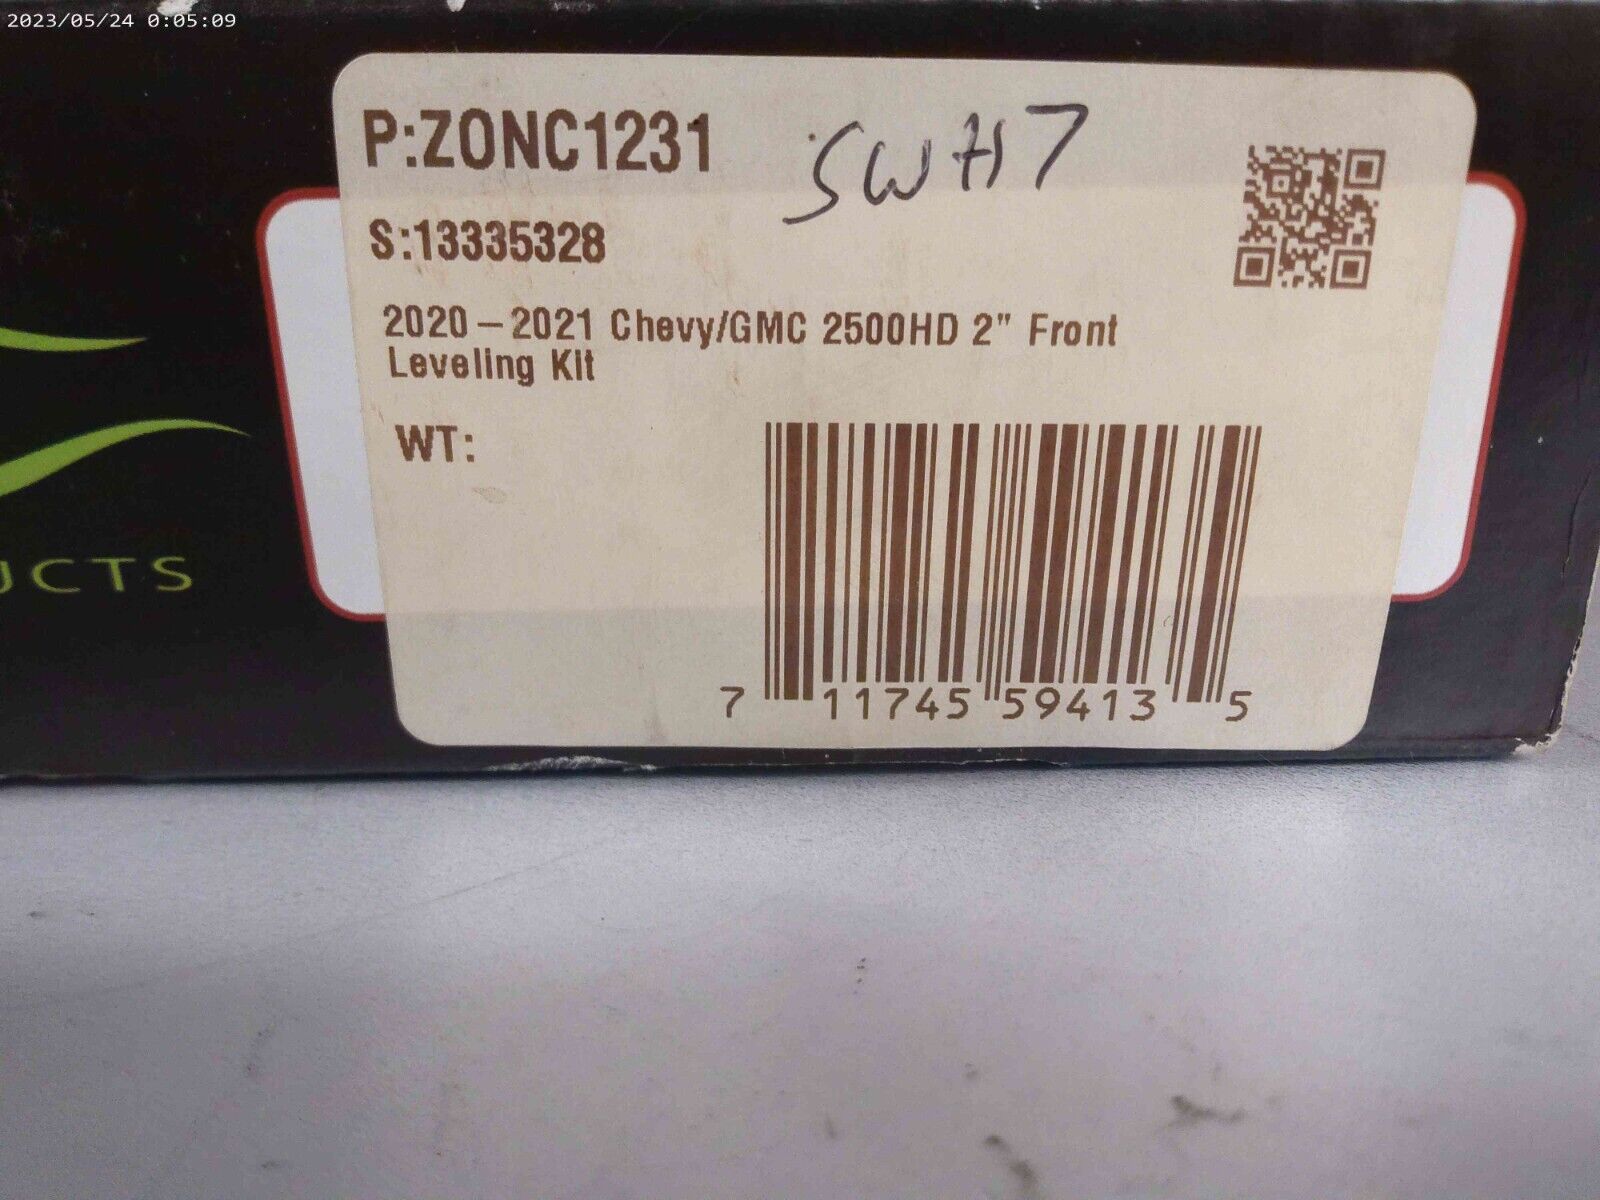 2023/05/24 0:05:09
P:ZONC1231
SWH7
S:13335328
2020-2021 Chevy/GMC 2500HD 2" Front
Leveling Kit
WT:
UCTS
7 11745 59413 5